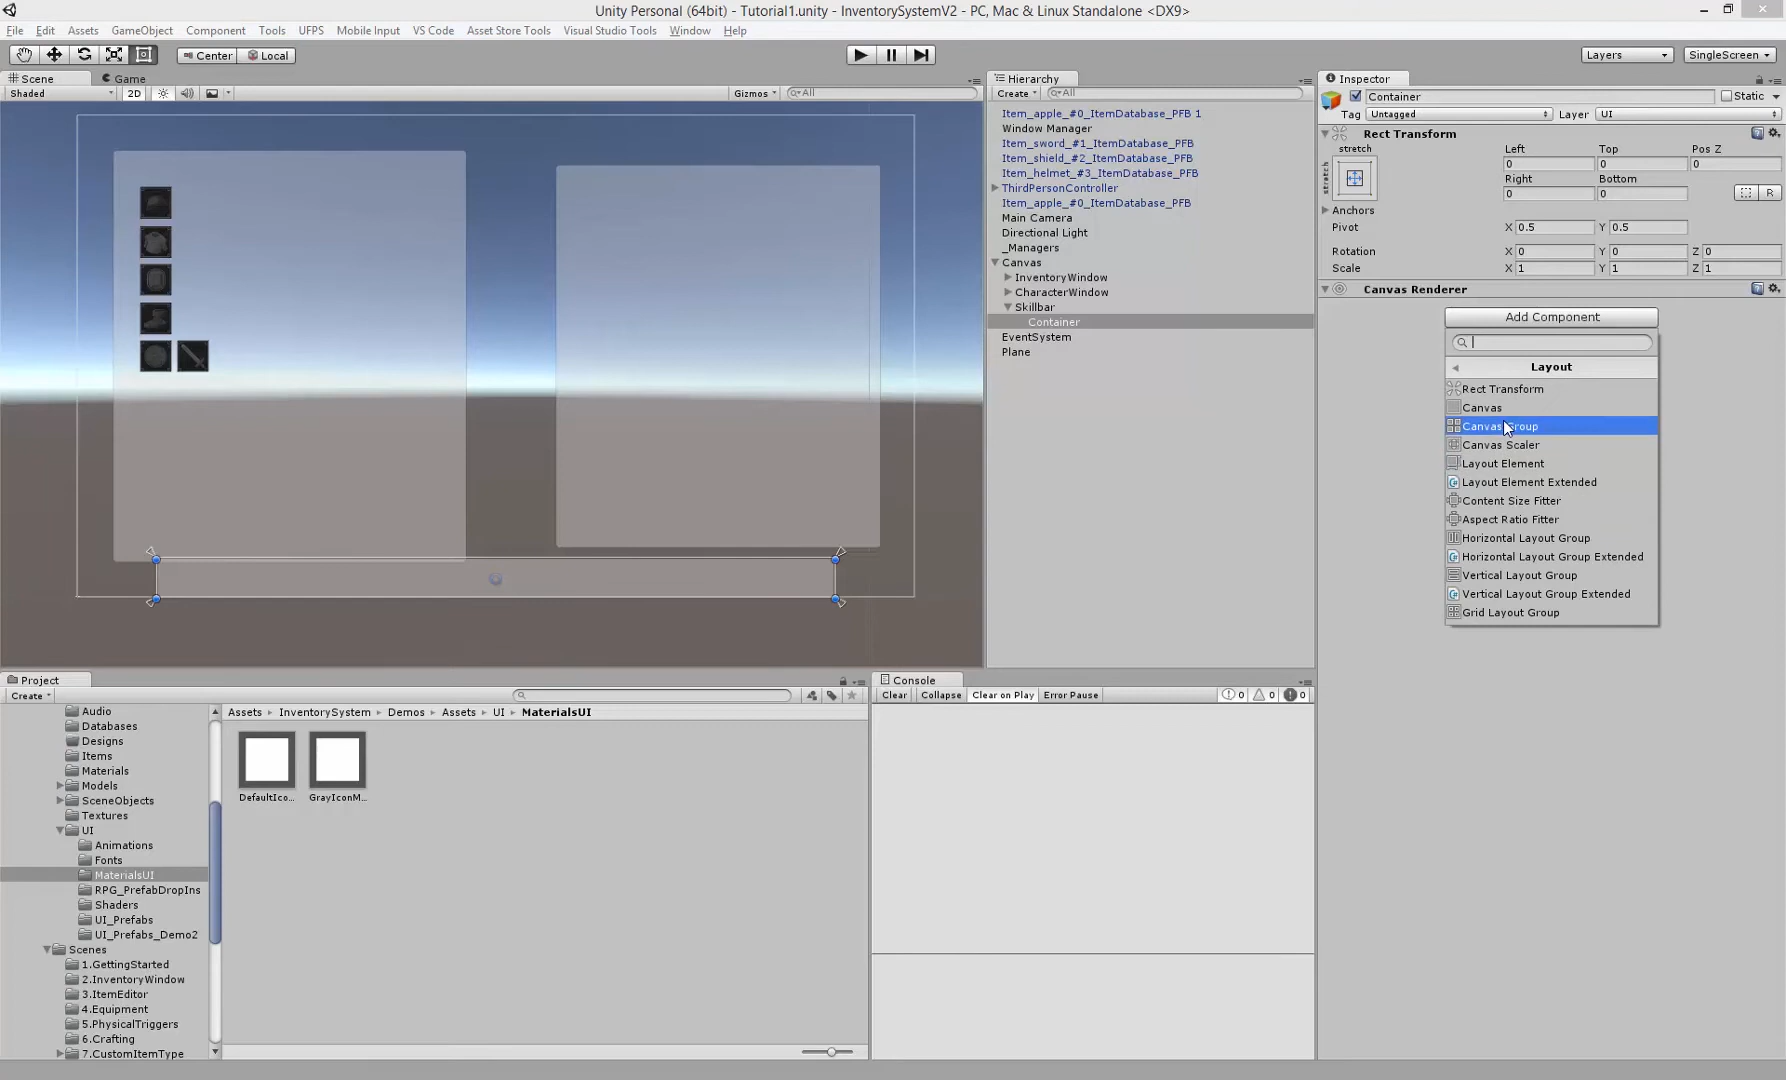 Unity Personal (64bit) - Tutorial1.unity - InventorySystemV2 - PC, Mac & Linux Standalone <DX9>
File Edit Assets GameObject Component Tools UFPS Mobile Input VS Code Asset Store Tools Visual Studio Tools Window Help
Center Local Layers SingleScreen
Scene Game
Shaded 2D Gizmos All
Hierarchy
Create All
Item_apple_#0_ItemDatabase_PFB 1
Window Manager
Item_sword_#1_ItemDatabase_PFB
Item_shield_#2_ItemDatabase_PFB
Item_helmet_#3_ItemDatabase_PFB
ThirdPersonController
Item_apple_#0_ItemDatabase_PFB
Main Camera
Directional Light
_Managers
Canvas
InventoryWindow
CharacterWindow
Skillbar
Container
EventSystem
Plane
Inspector
Container Static
Tag Untagged Layer UI
Rect Transform
stretch Left Top Pos Z
stretch 0 0 0
Right Bottom
0 0 R
Anchors
Pivot X 0.5 Y 0.5
Rotation X 0 Y 0 Z 0
Scale X 1 Y 1 Z 1
Canvas Renderer
Add Component
Layout
Rect Transform
Canvas
Canvas Group
Canvas Scaler
Layout Element
Layout Element Extended
Content Size Fitter
Aspect Ratio Fitter
Horizontal Layout Group
Horizontal Layout Group Extended
Vertical Layout Group
Vertical Layout Group Extended
Grid Layout Group
Project
Create
Audio
Databases
Designs
Items
Materials
Models
SceneObjects
Textures
UI
Animations
Fonts
MaterialsUI
RPG_PrefabDropIns
Shaders
UI_Prefabs
UI_Prefabs_Demo2
Scenes
1.GettingStarted
2.InventoryWindow
3.ItemEditor
4.Equipment
5.PhysicalTriggers
6.Crafting
7.CustomItemType
Assets InventorySystem Demos Assets UI MaterialsUI
DefaultIco... GrayIconM...
Console
Clear Collapse Clear on Play Error Pause 0 0 0